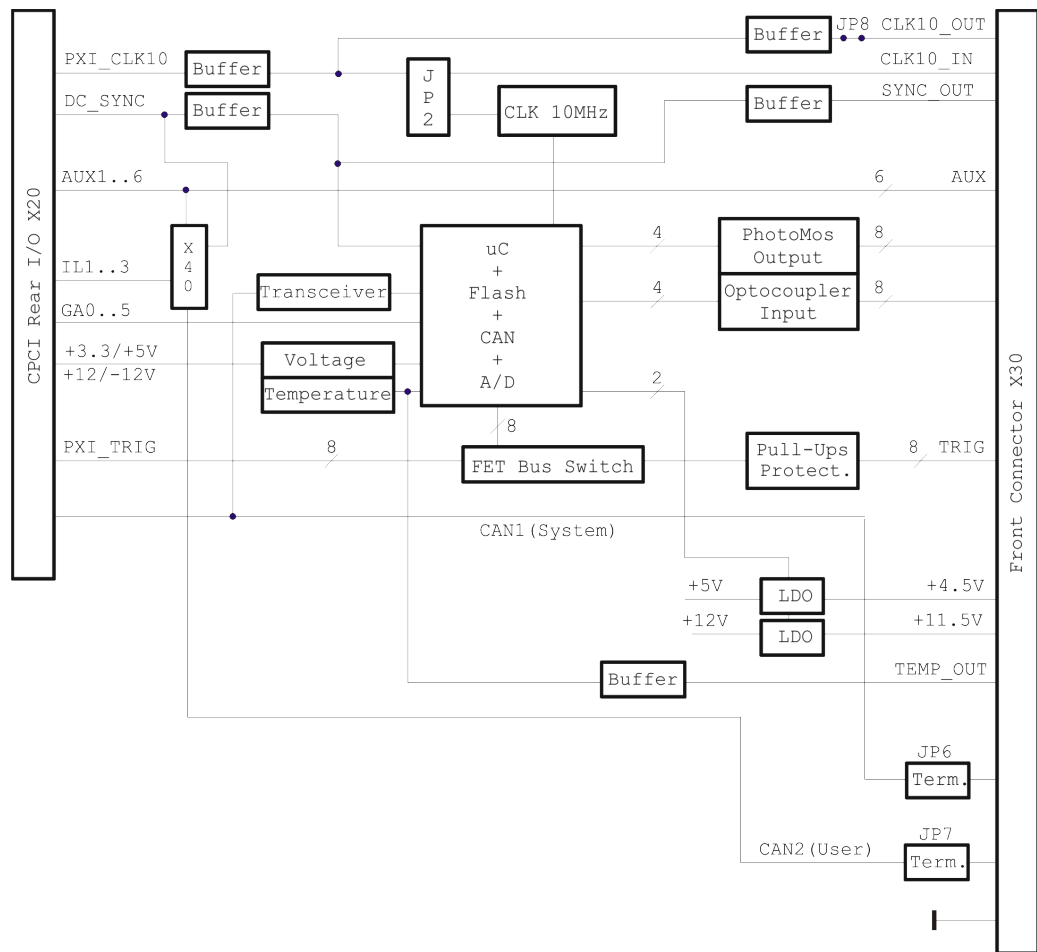 JP8 CLK10_OUT
Buffer
PXI_CLK10
Buffer
CLK10_IN
J
P
2
DC_SYNC
Buffer
CLK 10MHz
Buffer
SYNC_OUT
AUX1..6
6
AUX
CPCI Rear I/O X20
X
4
0
IL1..3
uC
+
Flash
+
CAN
+
A/D
4
PhotoMos
Output
8
4
Optocoupler
Input
8
Transceiver
GA0..5
+3.3/+5V
+12/-12V
Voltage
Temperature
2
8
PXI_TRIG
8
FET Bus Switch
Pull-Ups
Protect.
8
TRIG
Front Connector X30
CAN1(System)
+5V
LDO
+4.5V
+12V
LDO
+11.5V
Buffer
TEMP_OUT
JP6
Term.
JP7
CAN2(User)
Term.